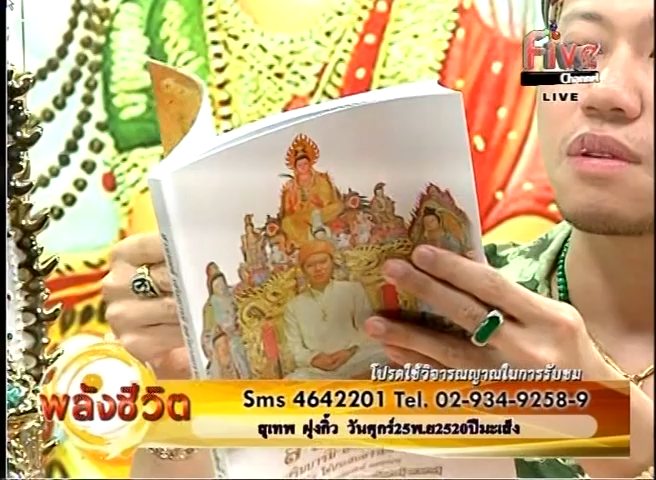 Five
Channel
LIVE
โปรดใช้วิจารณญาณในการรับชม
พลังชีวิต
Sms 4642201 Tel. 02-934-9258-9
สุเทพ ฝุงกิ้ว วันศุกร์25พ.ย2520ปีมะเส็ง